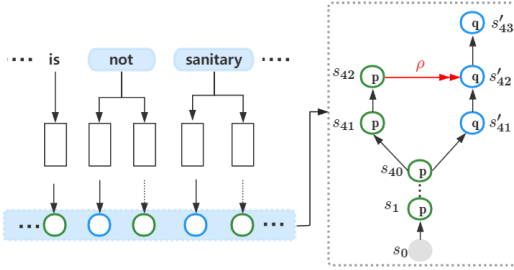 ···· is not sanitary ····
s'43
q
s42 p ρ q s'42
s41 p q s'41
s40 p
s1 p
s0
··· ···